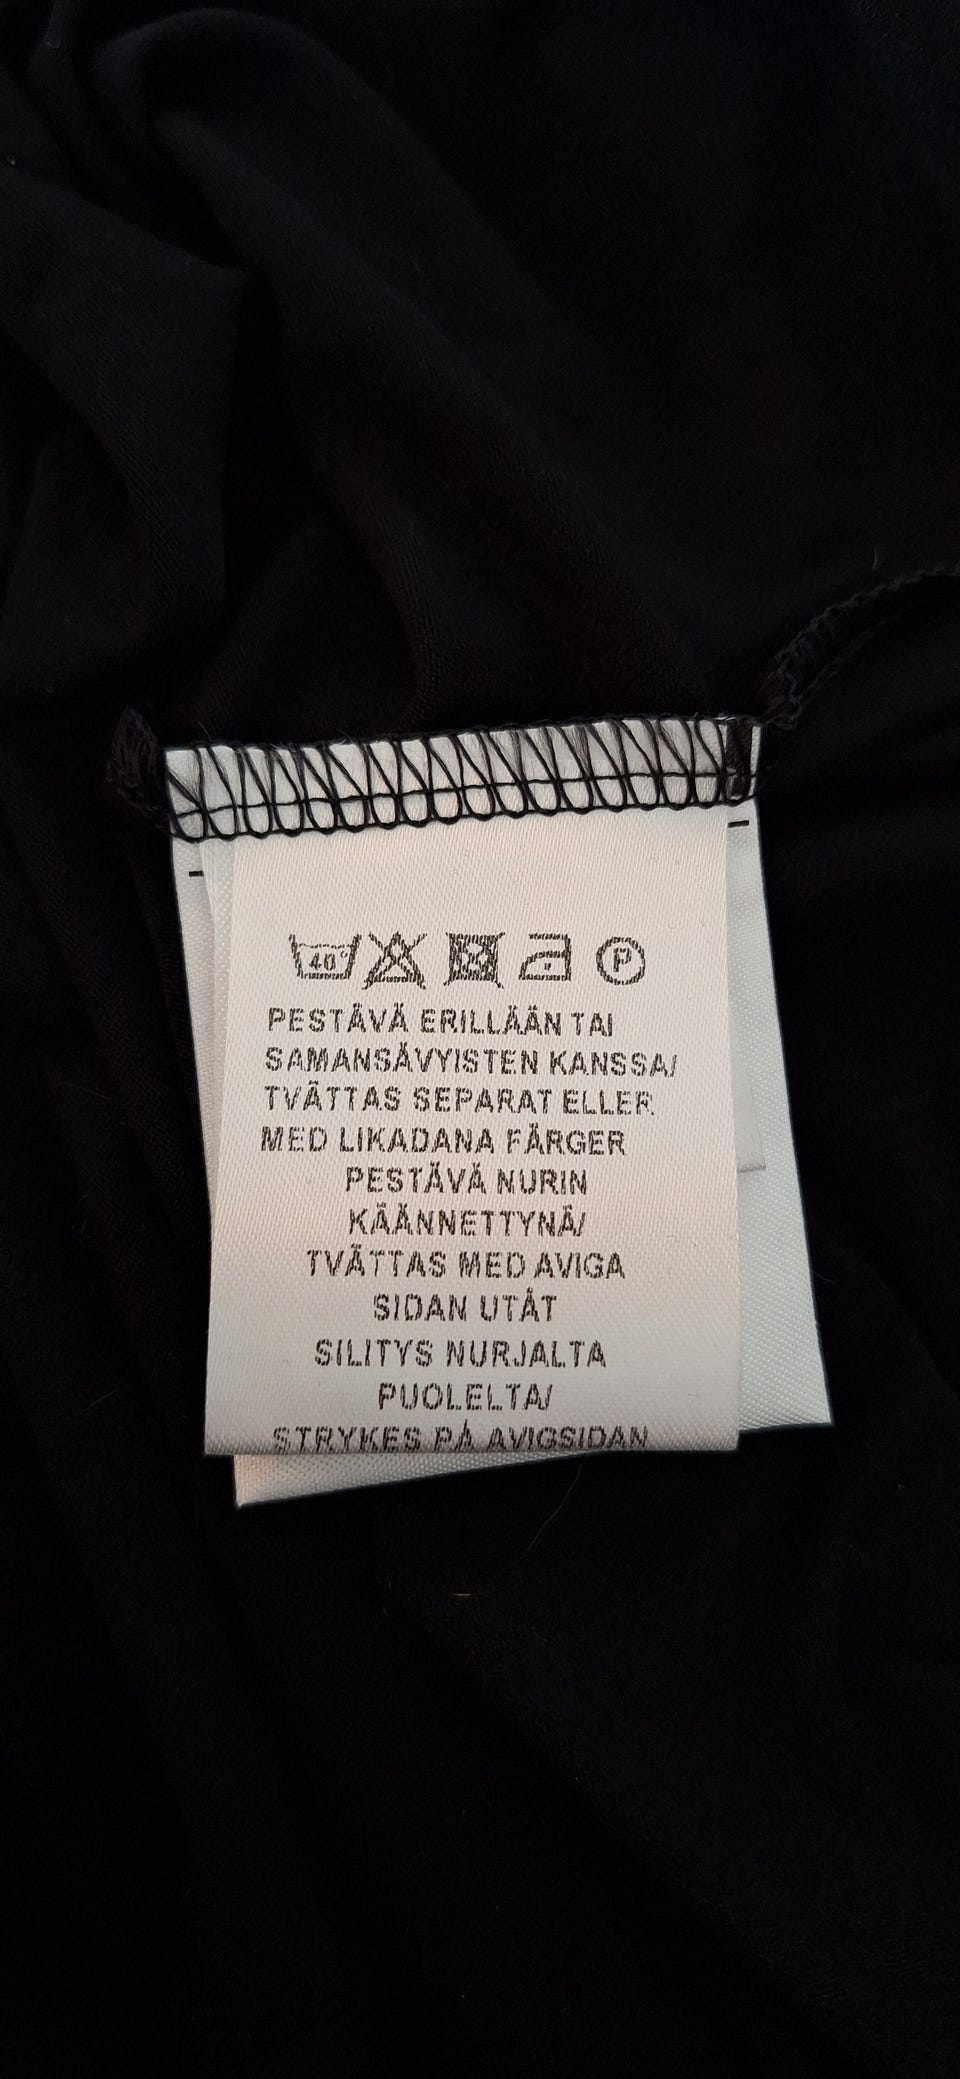 40°
P
PESTÄVÄ ERILLÄÄN TAI
SAMANSÄVYISTEN KANSSA/
TVÄTTAS SEPARAT ELLER
MED LIKADANA FÄRGER
PESTÄVÄ NURIN
KÄÄNNETTYNÄ/
TVÄTTAS MED AVIGA
SIDAN UTÅT
SILITYS NURJALTA
PUOLELTA/
STRYKES PÅ AVIGSIDAN